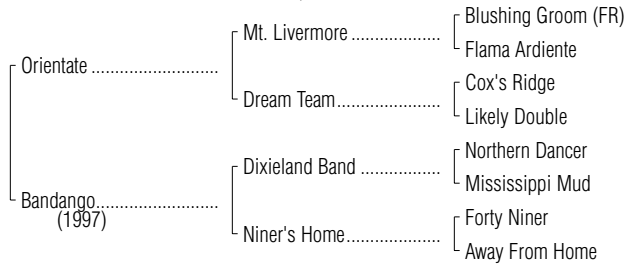 Blushing Groom (FR)
Mt. Livermore ...................
Flama Ardiente
Orientate ...........................
Cox's Ridge
Dream Team......................
Likely Double
Northern Dancer
Dixieland Band .................
Mississippi Mud
Bandango..........................
(1997)
Forty Niner
Niner's Home....................
Away From Home